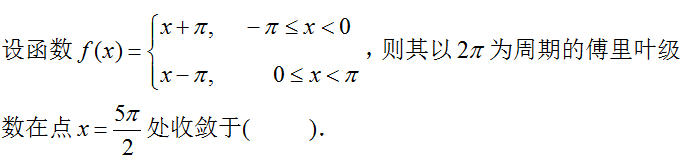 设函数 f(x) = { x + π, −π ≤ x < 0
x − π, 0 ≤ x < π ，则其以 2π 为周期的傅里叶级
数在点 x = 5π/2 处收敛于( ).